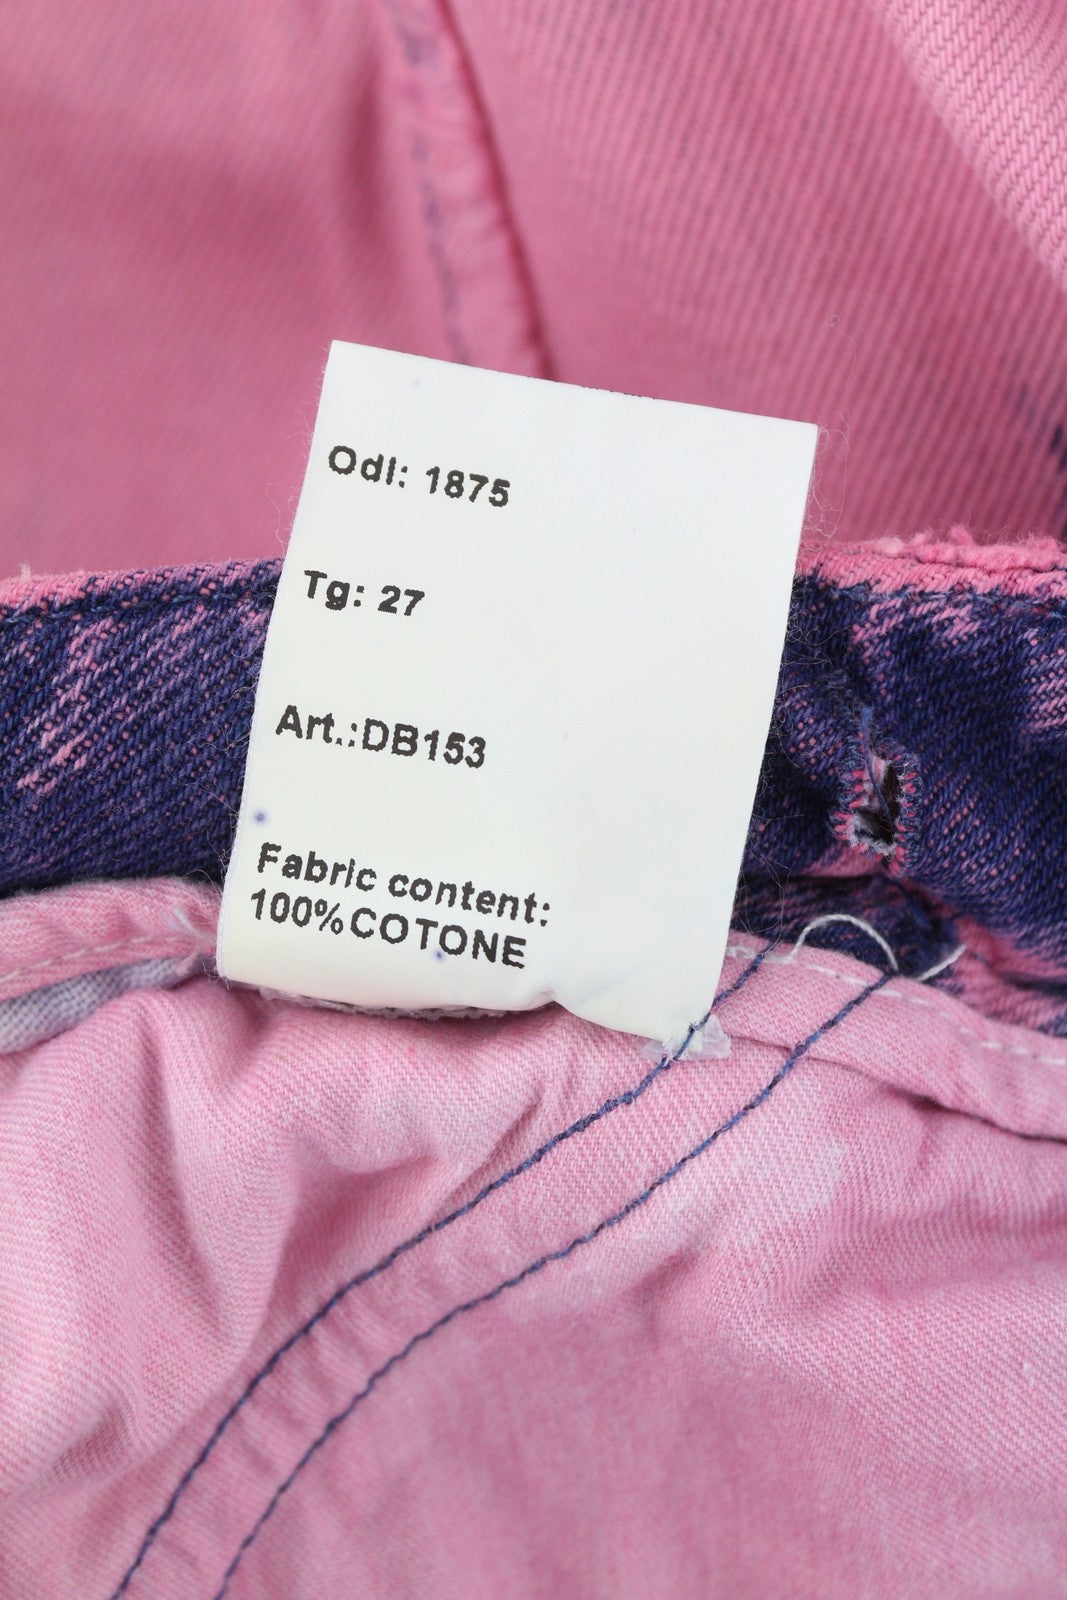 Odl: 1875
Tg: 27
Art.:DB153
Fabric content:
100%COTONE